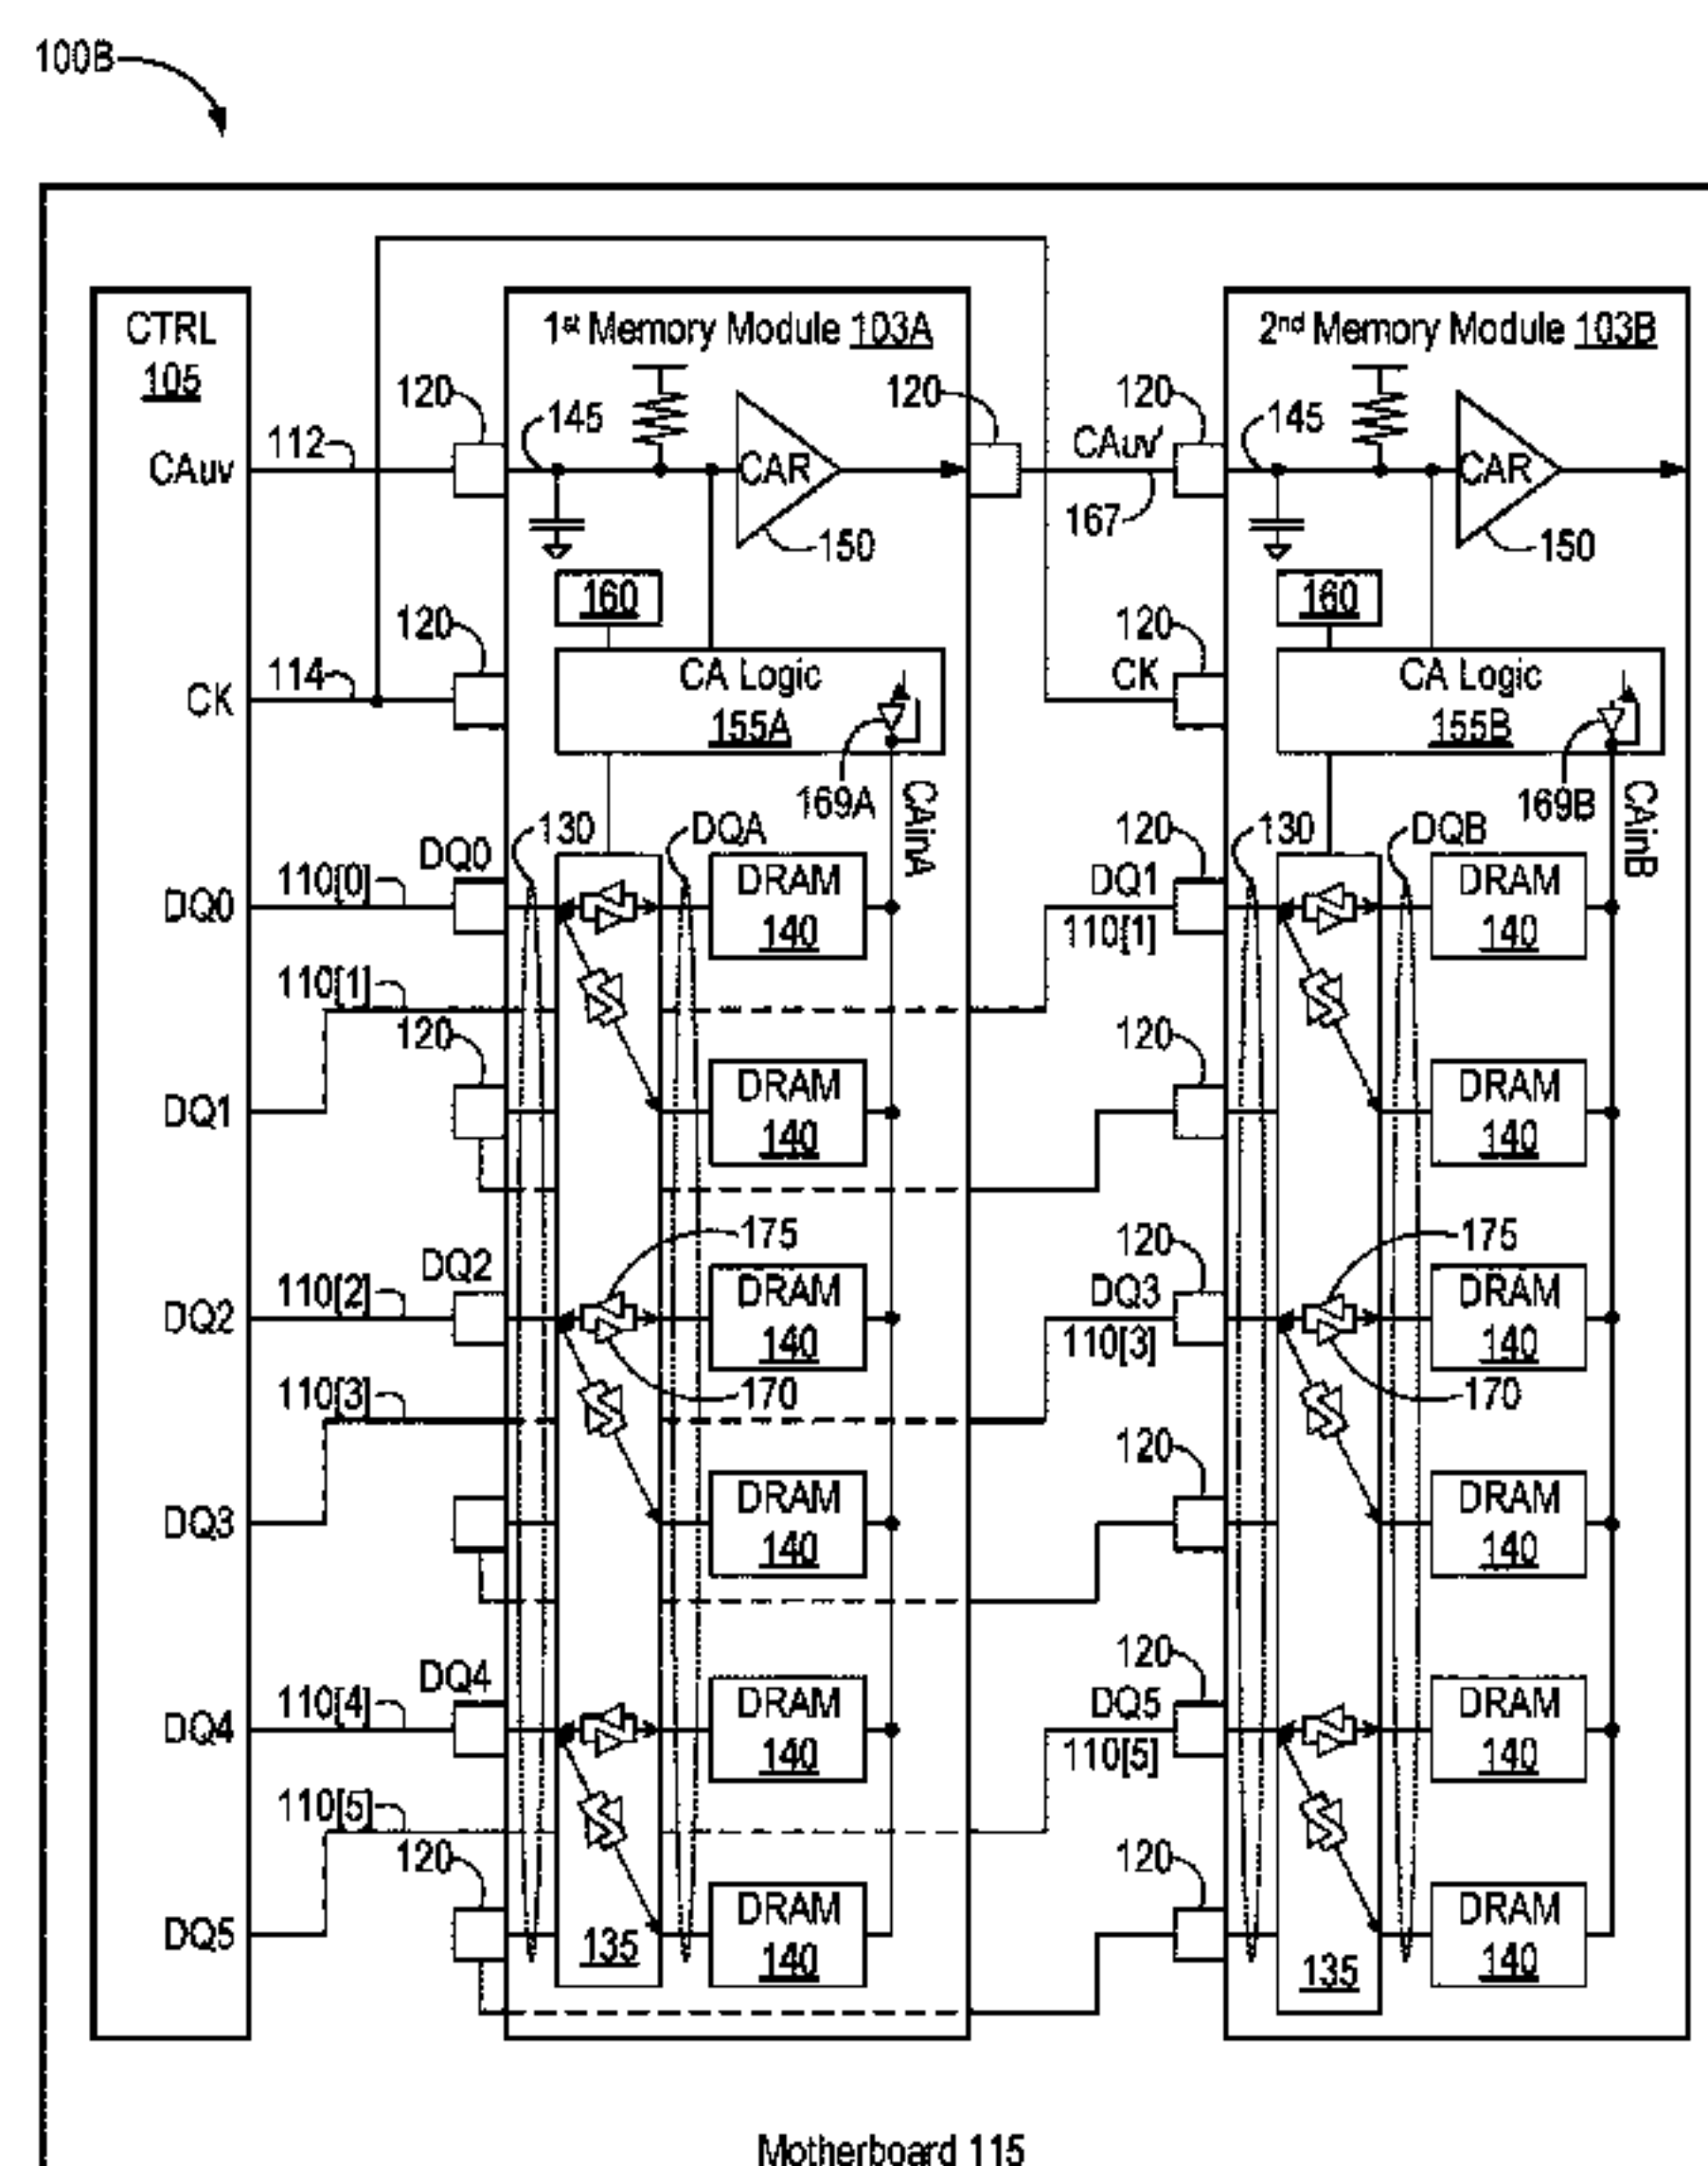 100B
CTRL
105
1st Memory Module 103A
2nd Memory Module 103B
120
145
120
120
145
112
CAuv
CAR
CAuv'
CAR
167
150
150
160
160
120
120
114
CK
CA Logic
155A
CK
CA Logic
155B
169A
CAinA
169B
CAinB
130
DQA
120
130
DQB
DQ0
110[0]
DQ0
DRAM
140
DQ1
110[1]
DRAM
140
110[1]
120
120
DQ1
DRAM
140
DRAM
140
175
120
175
DQ2
110[2]
DQ2
DRAM
140
DQ3
110[3]
DRAM
140
110[3]
170
170
120
DQ3
DRAM
140
DRAM
140
120
DQ4
110[4]
DQ4
DRAM
140
DQ5
110[5]
DRAM
140
110[5]
120
120
DQ5
135
DRAM
140
135
DRAM
140
Motherboard 115